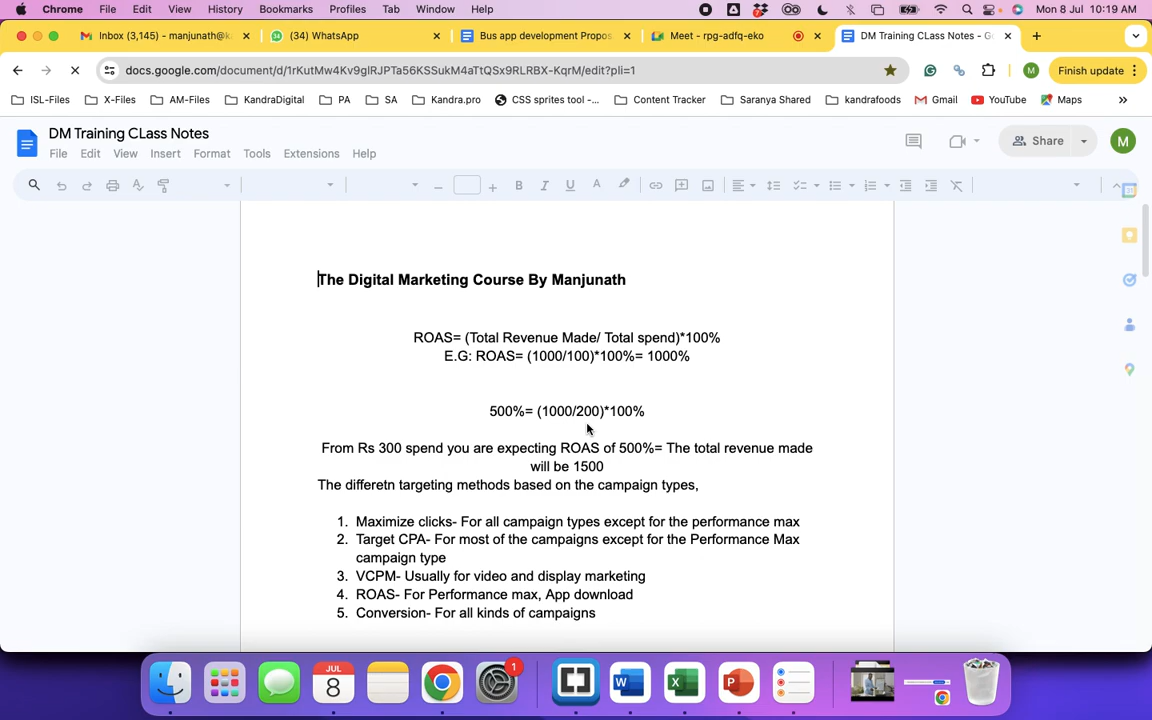 Chrome File Edit View History Bookmarks Profiles Tab Window Help Mon 8 Jul 10:19 AM
Inbox (3,145) - manjunath@k (34) WhatsApp Bus app development Propos Meet - rpg-adfq-eko DM Training CLass Notes - G
docs.google.com/document/d/1rKutMw4Kv9glRJPTa56KSSukM4aTtQSx9RLRBX-KqrM/edit?pli=1 M Finish update
ISL-Files X-Files AM-Files KandraDigital PA SA Kandra.pro CSS sprites tool -... Content Tracker Saranya Shared kandrafoods Gmail YouTube Maps »
DM Training CLass Notes
File Edit View Insert Format Tools Extensions Help
Share M
The Digital Marketing Course By Manjunath
ROAS= (Total Revenue Made/ Total spend)*100%
E.G: ROAS= (1000/100)*100%= 1000%
500%= (1000/200)*100%
From Rs 300 spend you are expecting ROAS of 500%= The total revenue made
will be 1500
The differetn targeting methods based on the campaign types,
1. Maximize clicks- For all campaign types except for the performance max
2. Target CPA- For most of the campaigns except for the Performance Max
campaign type
3. VCPM- Usually for video and display marketing
4. ROAS- For Performance max, App download
5. Conversion- For all kinds of campaigns
JUL
8
1